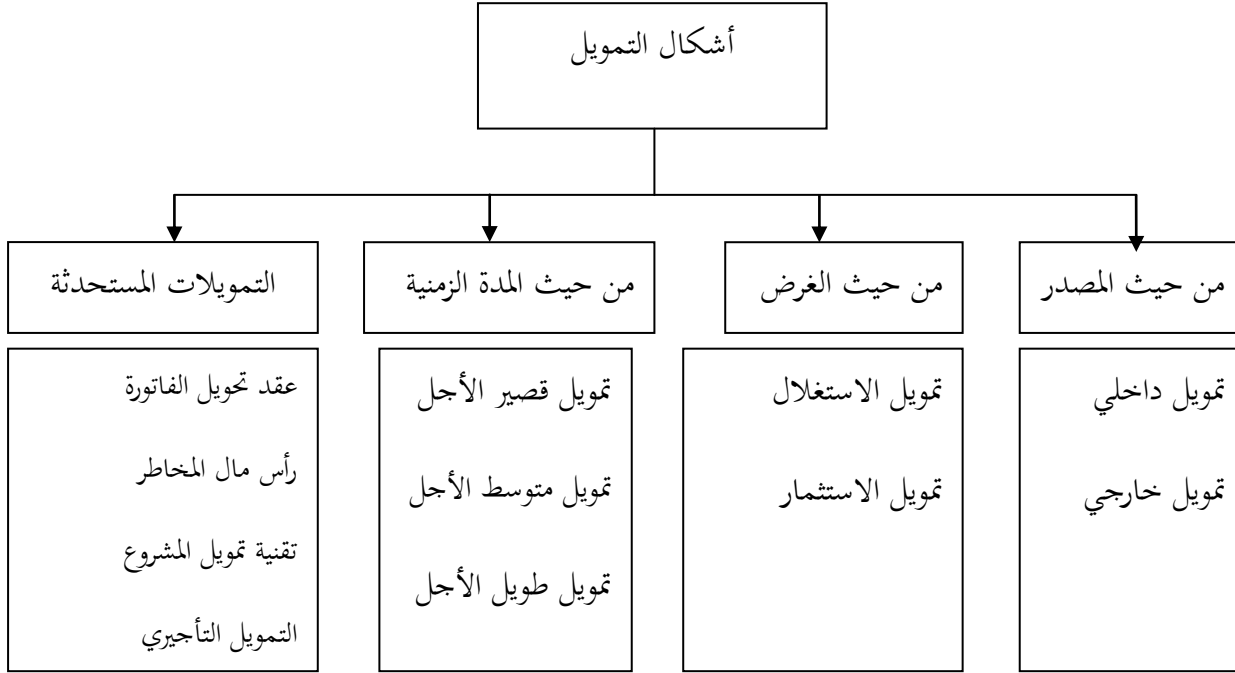 أشكال التمويل
من حيث المصدر
تمويل داخلي
تمويل خارجي
من حيث الغرض
تمويل الاستغلال
تمويل الاستثمار
من حيث المدة الزمنية
تمويل قصير الأجل
تمويل متوسط الأجل
تمويل طويل الأجل
التمويلات المستحدثة
عقد تحويل الفاتورة
رأس مال المخاطر
تقنية تمويل المشروع
التمويل التأجيري